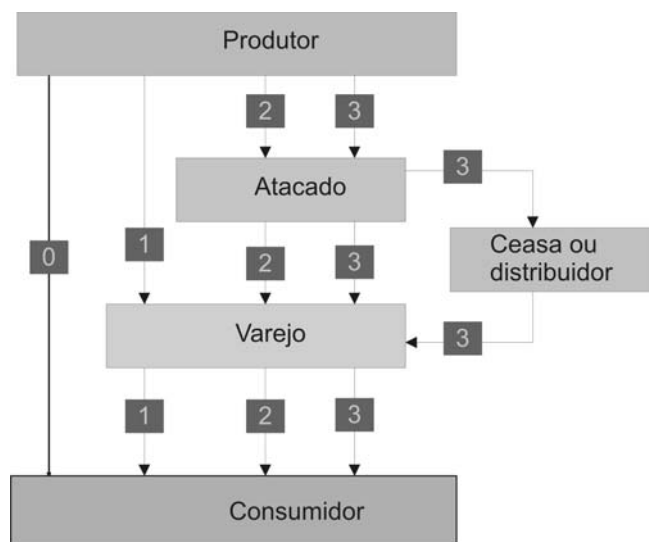 Produtor
2 3
Atacado
3
0
1 2 3
Ceasa ou
distribuidor
Varejo
3
1 2 3
Consumidor